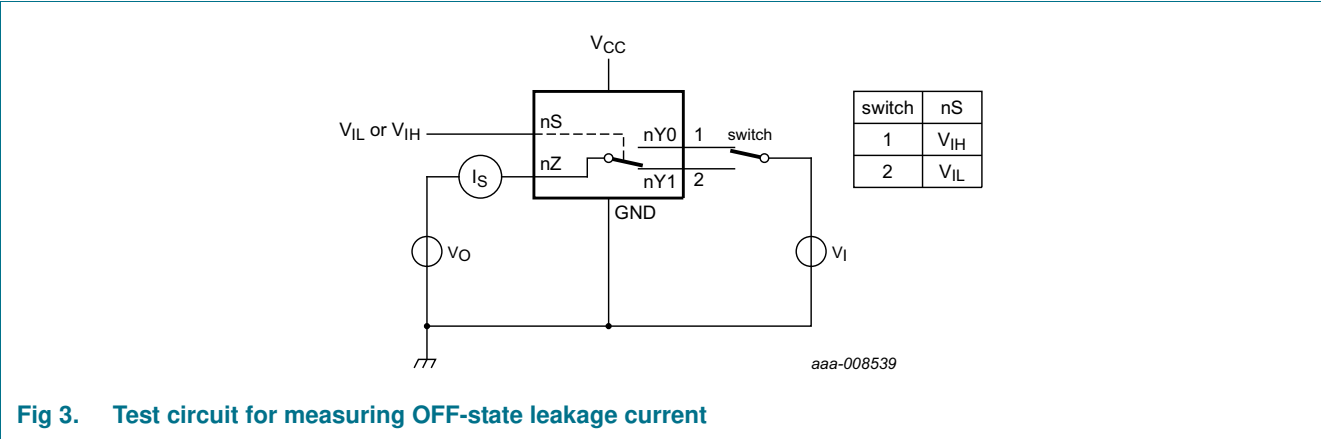 VCC
VIL or VIH
nS
nY0 1 switch
nZ
IS
nY1 2
GND
VO
VI
switch nS
1 VIH
2 VIL
aaa-008539
Fig 3. Test circuit for measuring OFF-state leakage current